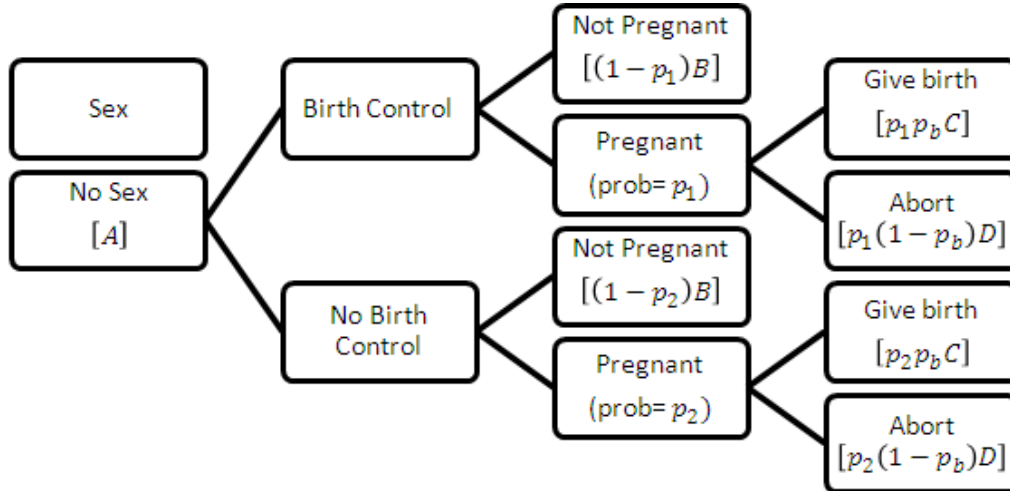 Sex
No Sex
[A]
Birth Control
No Birth
Control
Not Pregnant
[(1 − p₁)B]
Pregnant
(prob= p₁)
Not Pregnant
[(1 − p₂)B]
Pregnant
(prob= p₂)
Give birth
[p₁p_bC]
Abort
[p₁(1 − p_b)D]
Give birth
[p₂p_bC]
Abort
[p₂(1 − p_b)D]